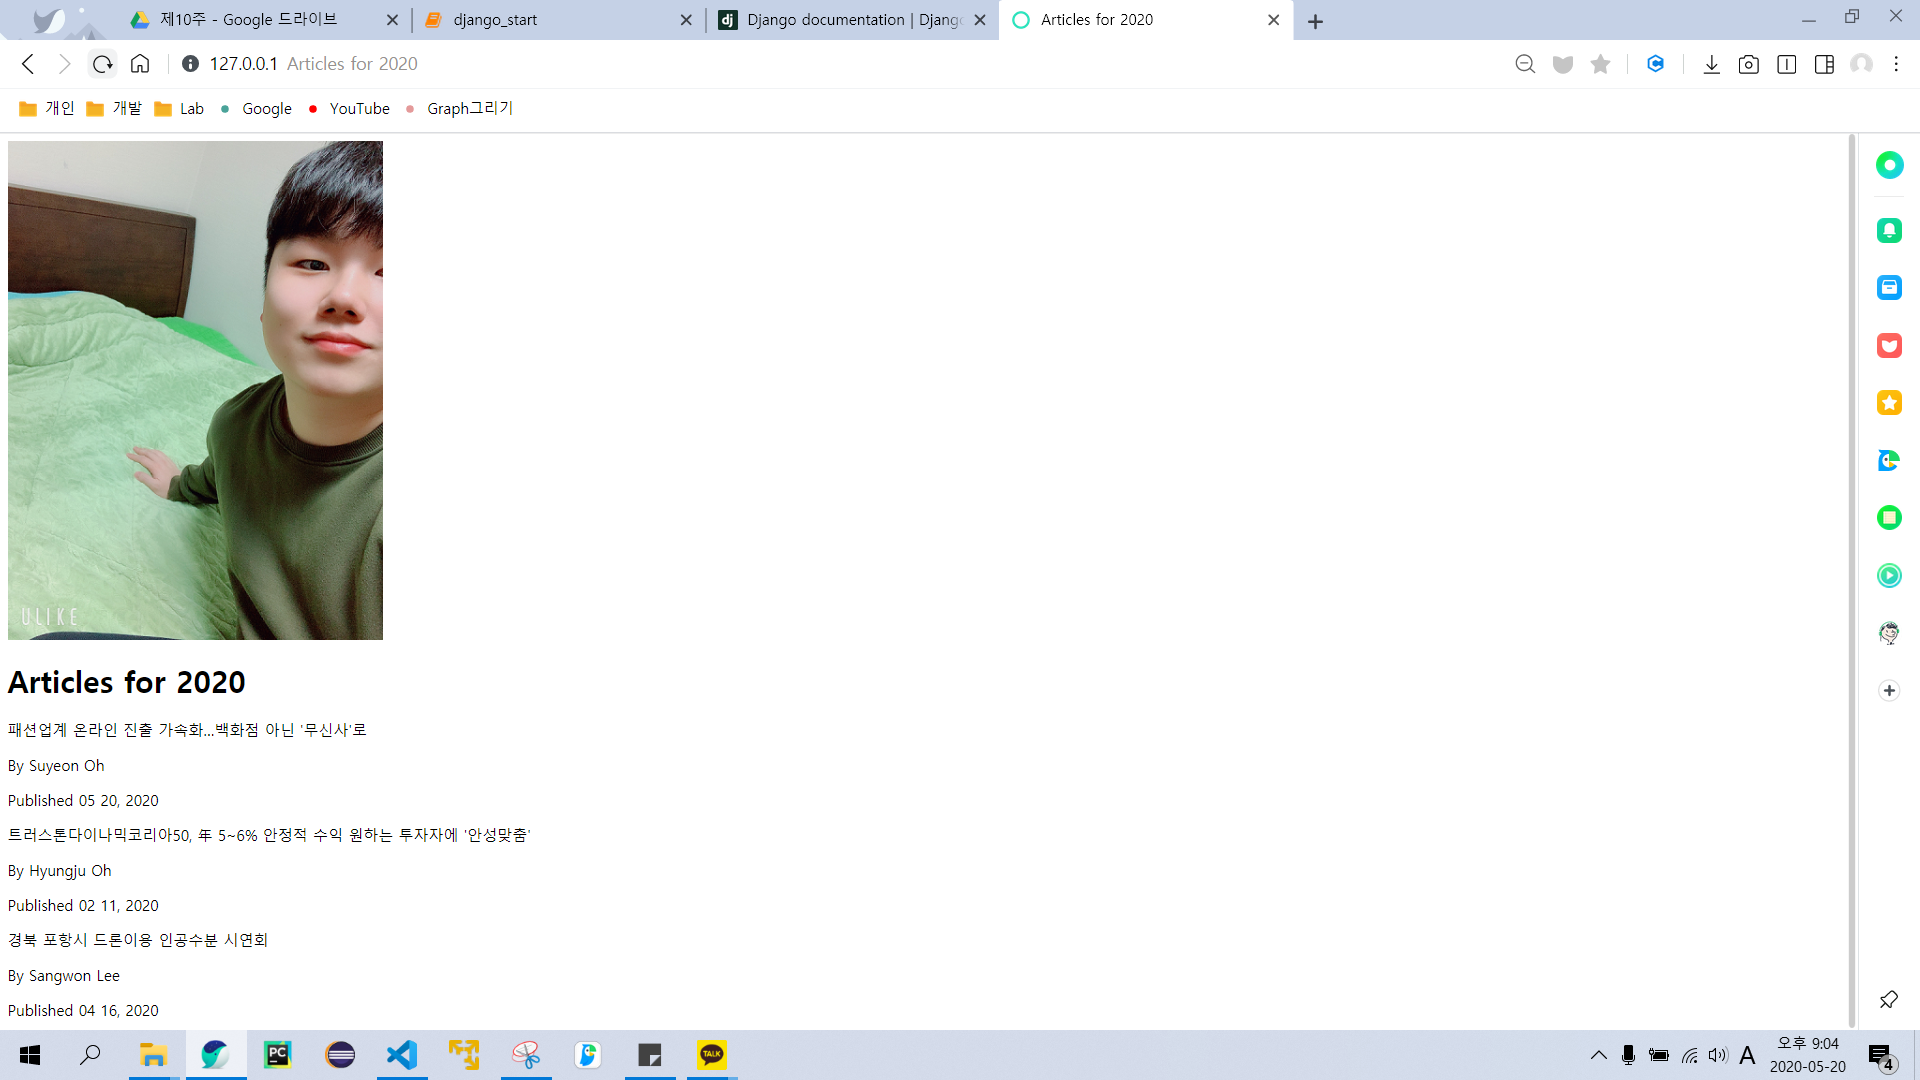 제10주 - Google 드라이브
django_start
Django documentation | Djang
Articles for 2020
127.0.0.1 Articles for 2020
개인 개발 Lab Google YouTube Graph그리기
ULIKE
Articles for 2020
패션업계 온라인 진출 가속화...백화점 아닌 '무신사'로
By Suyeon Oh
Published 05 20, 2020
트러스톤다이나믹코리아50, 年 5~6% 안정적 수익 원하는 투자자에 '안성맞춤'
By Hyungju Oh
Published 02 11, 2020
경북 포항시 드론이용 인공수분 시연회
By Sangwon Lee
Published 04 16, 2020
PC
TALK
A
오후 9:04
2020-05-20
4